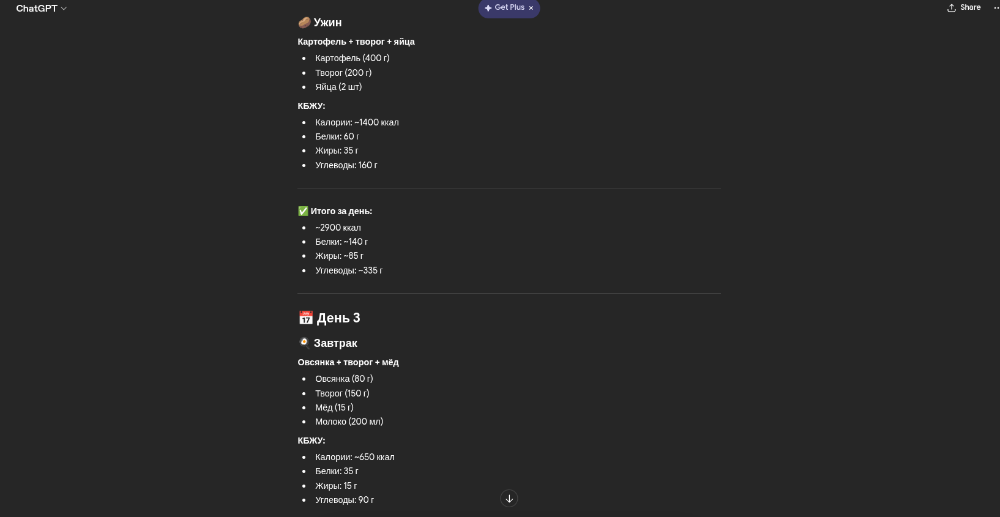 ChatGPT
Get Plus ×
Share
Ужин
Картофель + творог + яйца
Картофель (400 г)
Творог (200 г)
Яйца (2 шт)
КБЖУ:
Калории: ~1400 ккал
Белки: 60 г
Жиры: 35 г
Углеводы: 160 г
Итого за день:
~2900 ккал
Белки: ~140 г
Жиры: ~85 г
Углеводы: ~335 г
День 3
Завтрак
Овсянка + творог + мёд
Овсянка (80 г)
Творог (150 г)
Мёд (15 г)
Молоко (200 мл)
КБЖУ:
Калории: ~650 ккал
Белки: 35 г
Жиры: 15 г
Углеводы: 90 г